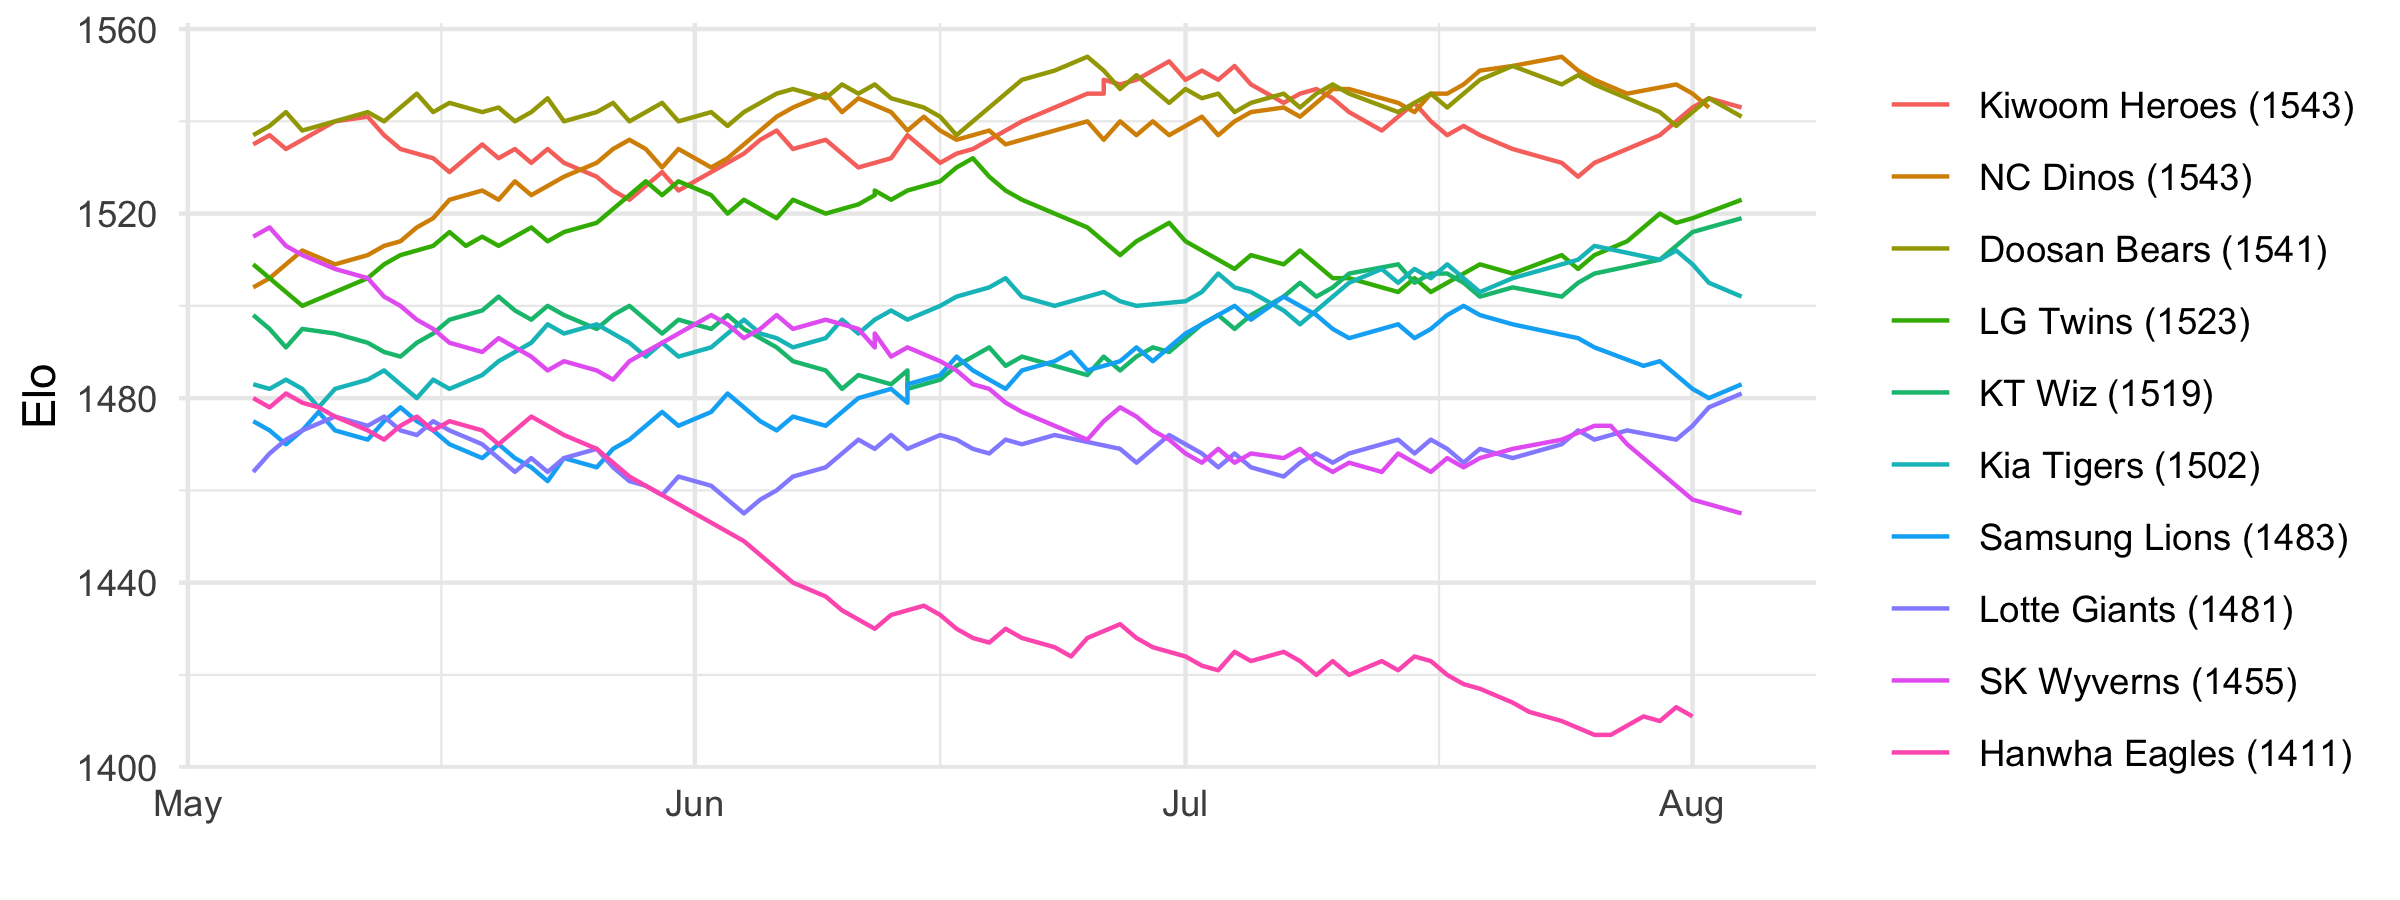 1560
1520
1480
1440
1400
Elo
May Jun Jul Aug
Kiwoom Heroes (1543)
NC Dinos (1543)
Doosan Bears (1541)
LG Twins (1523)
KT Wiz (1519)
Kia Tigers (1502)
Samsung Lions (1483)
Lotte Giants (1481)
SK Wyverns (1455)
Hanwha Eagles (1411)